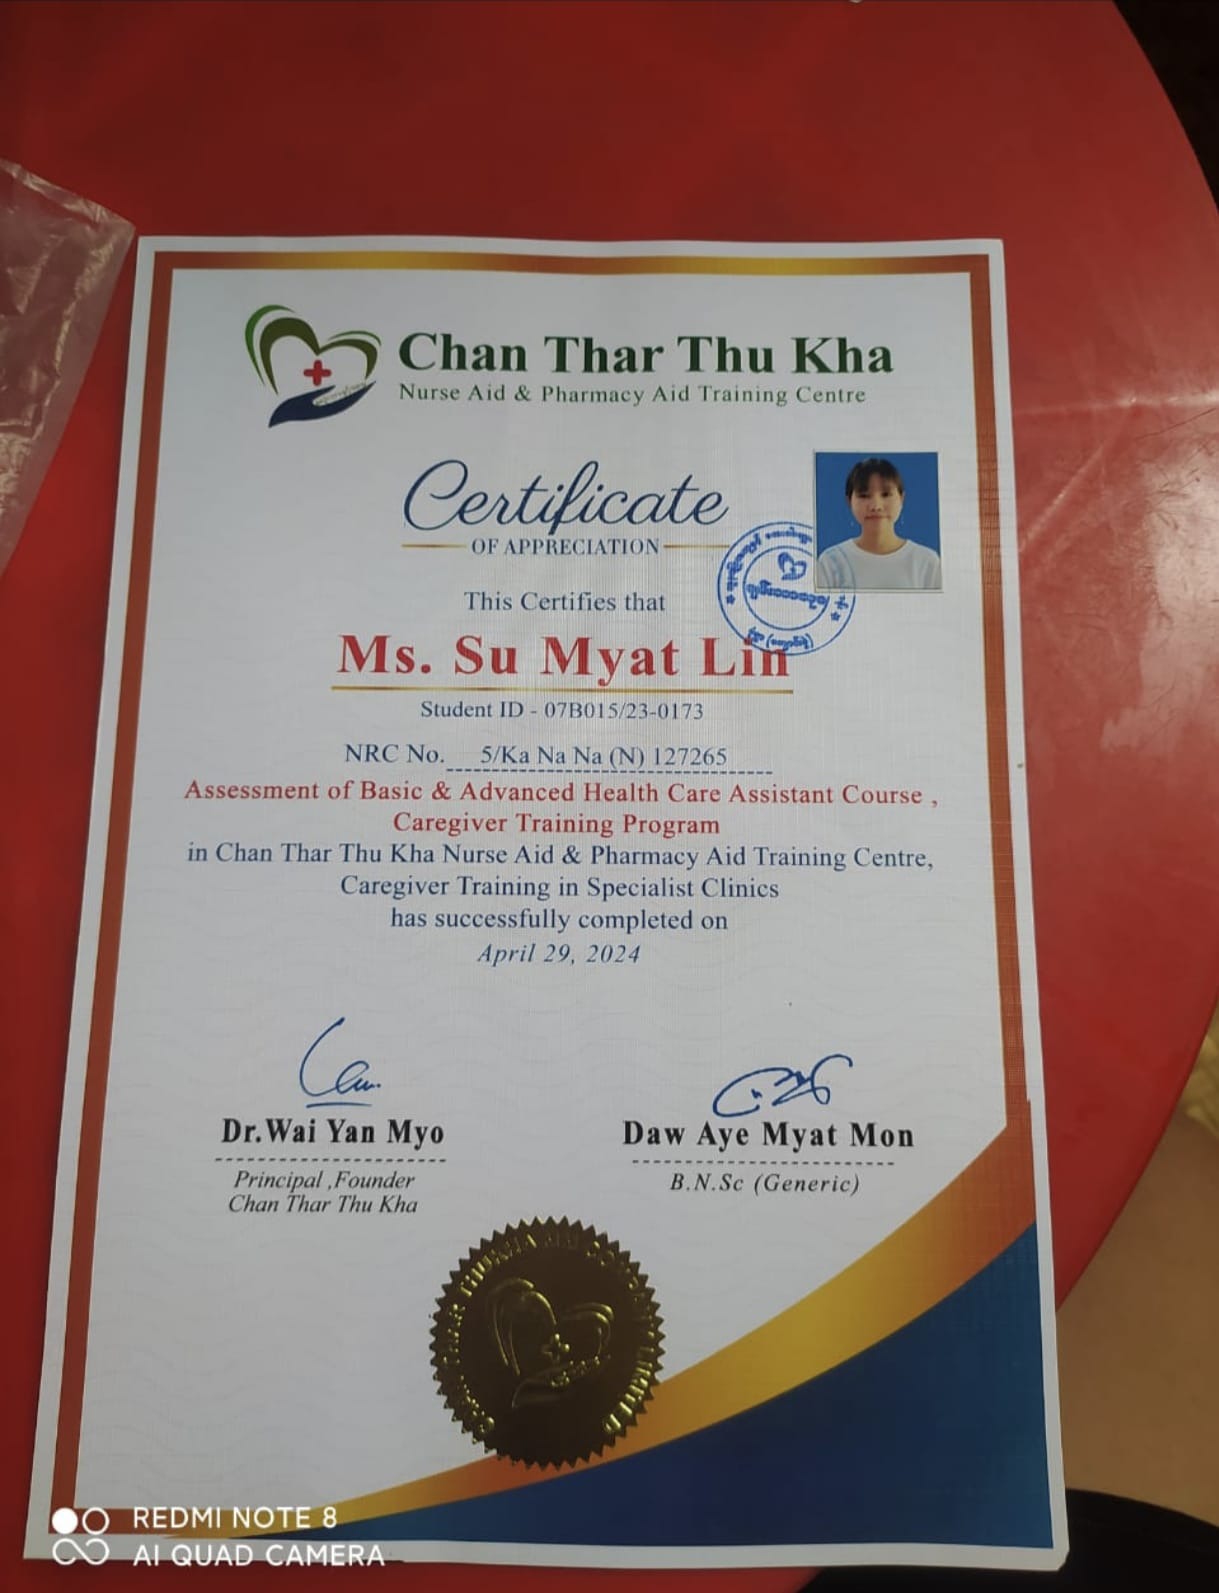 Chan Thar Thu Kha
Nurse Aid & Pharmacy Aid Training Centre
Certificate
OF APPRECIATION
This Certifies that
Ms. Su Myat Lin
Student ID - 07B015/23-0173
NRC No. 5/Ka Na Na (N) 127265
Assessment of Basic & Advanced Health Care Assistant Course ,
Caregiver Training Program
in Chan Thar Thu Kha Nurse Aid & Pharmacy Aid Training Centre,
Caregiver Training in Specialist Clinics
has successfully completed on
April 29, 2024
Dr.Wai Yan Myo
Principal ,Founder
Chan Thar Thu Kha
Daw Aye Myat Mon
B.N.Sc (Generic)
REDMI NOTE 8
AI QUAD CAMERA